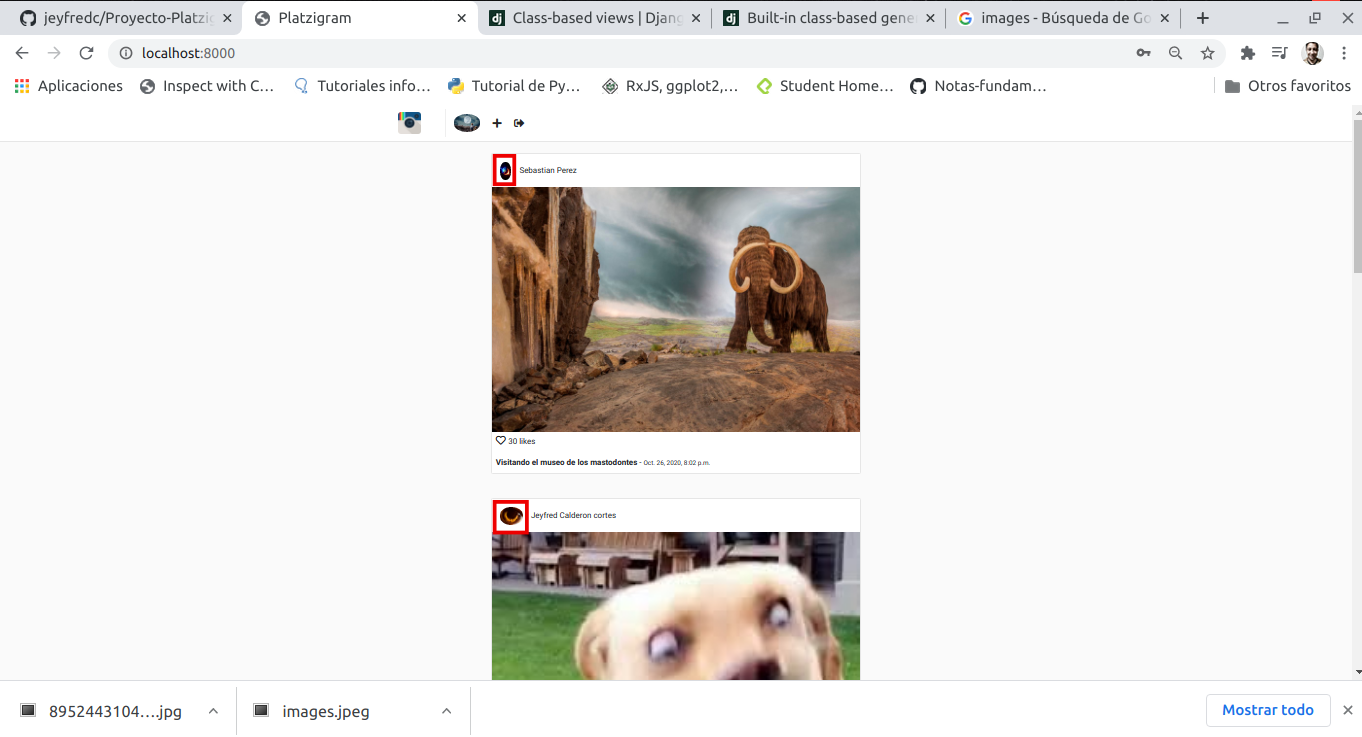 jeyfredc/Proyecto-Platzig
Platzigram
Class-based views | Djang
Built-in class-based gene
images - Búsqueda de Go
localhost:8000
Aplicaciones
Inspect with C…
Tutoriales info…
Tutorial de Py…
RxJS, ggplot2,…
Student Home…
Notas-fundam…
Otros favoritos
Sebastian Perez
30 likes
Visitando el museo de los mastodontes - Oct. 26, 2020, 8:02 p.m.
Jeyfred Calderon cortes
8952443104….jpg
images.jpeg
Mostrar todo